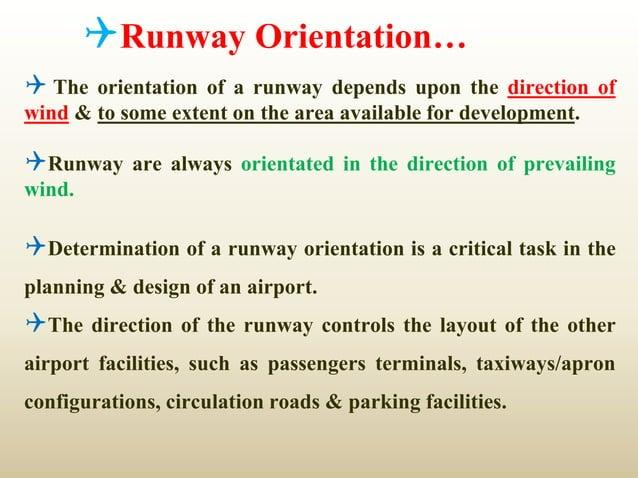 ✈Runway Orientation…
✈ The orientation of a runway depends upon the direction of
wind & to some extent on the area available for development.
✈Runway are always orientated in the direction of prevailing
wind.
✈Determination of a runway orientation is a critical task in the
planning & design of an airport.
✈The direction of the runway controls the layout of the other
airport facilities, such as passengers terminals, taxiways/apron
configurations, circulation roads & parking facilities.